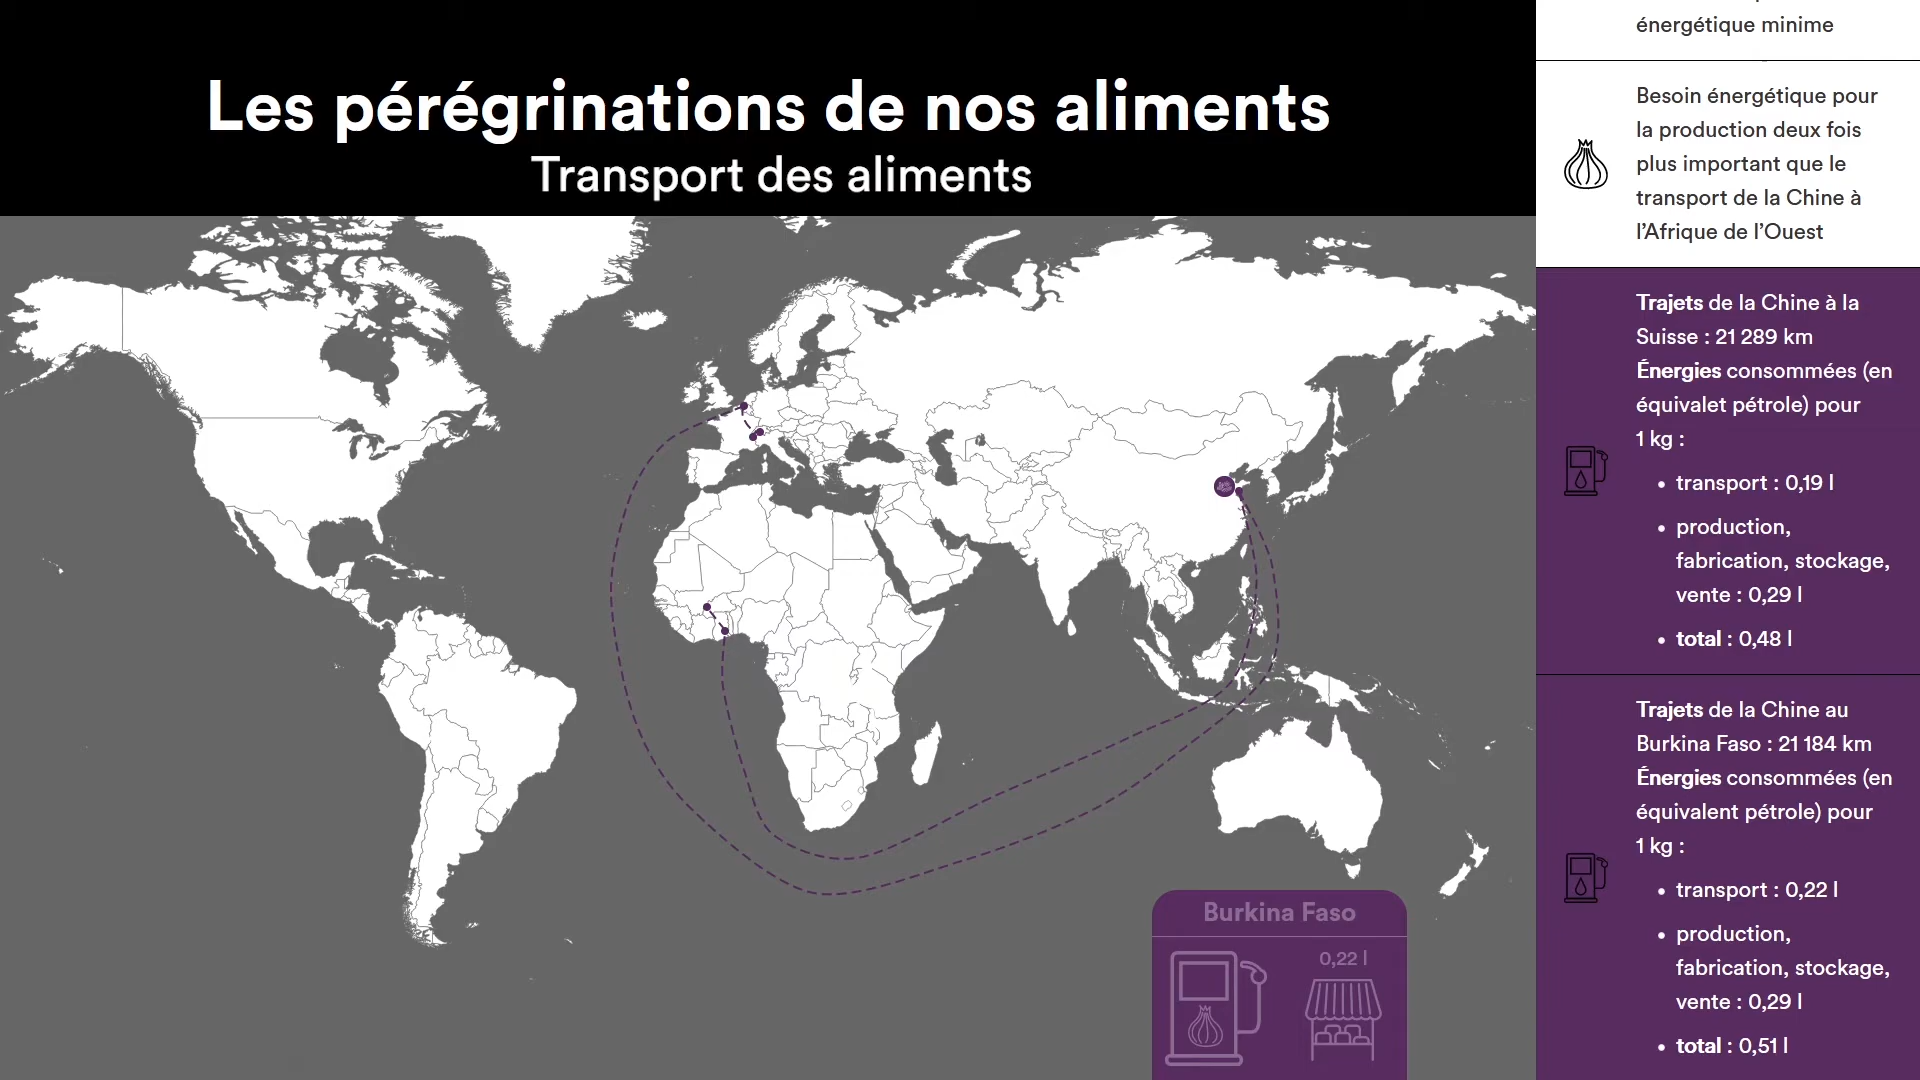 Les pérégrinations de nos aliments
Transport des aliments
énergétique minime
Besoin énergétique pour
la production deux fois
plus important que le
transport de la Chine à
l’Afrique de l’Ouest
Trajets de la Chine à la
Suisse : 21 289 km
Énergies consommées (en
équivalet pétrole) pour
1 kg :
• transport : 0,19 l
• production,
fabrication, stockage,
vente : 0,29 l
• total : 0,48 l
Trajets de la Chine au
Burkina Faso : 21 184 km
Énergies consommées (en
équivalent pétrole) pour
1 kg :
• transport : 0,22 l
• production,
fabrication, stockage,
vente : 0,29 l
• total : 0,51 l
Burkina Faso
0,22 l